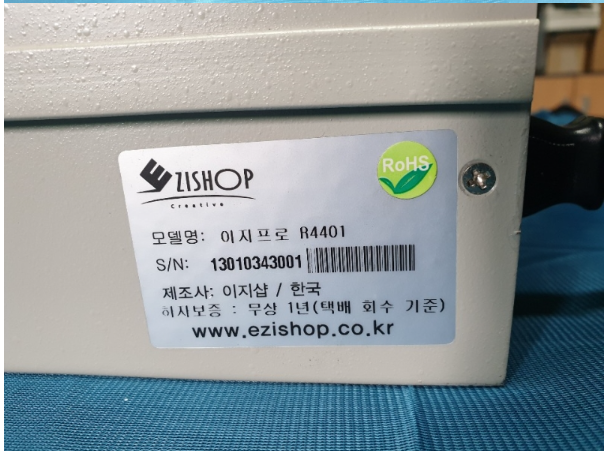 EZISHOP
Creative
RoHS
모델명: 이지프로 R4401
S/N: 13010343001
제조사: 이지샵 / 한국
하자보증 : 무상 1년(택배 회수 기준)
www.ezishop.co.kr